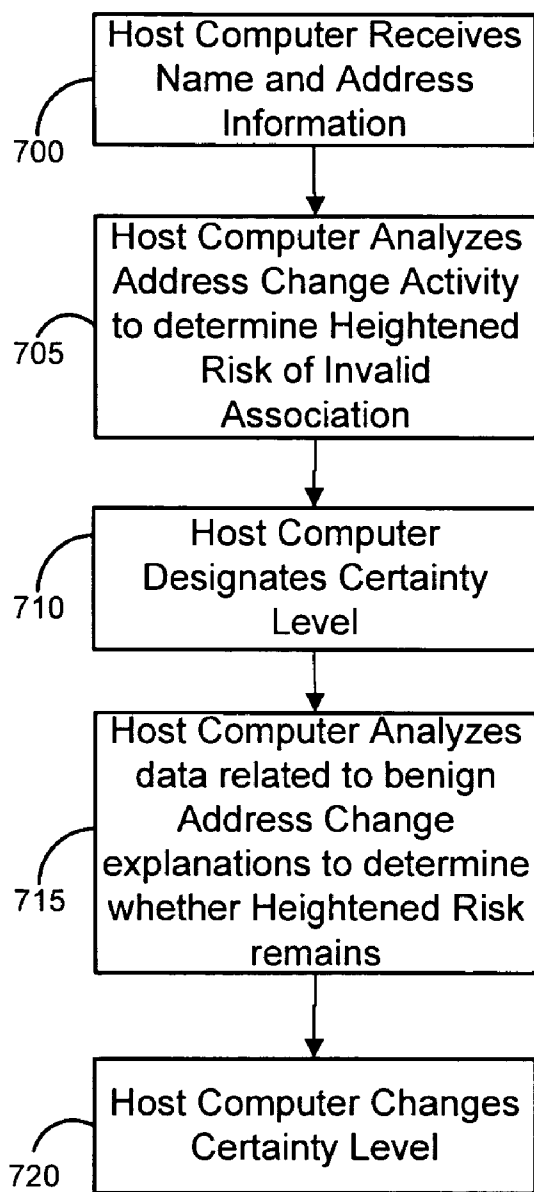 Host Computer Receives
Name and Address
Information
700
Host Computer Analyzes
Address Change Activity
to determine Heightened
Risk of Invalid
Association
705
Host Computer
Designates Certainty
Level
710
Host Computer Analyzes
data related to benign
Address Change
explanations to determine
whether Heightened Risk
remains
715
Host Computer Changes
Certainty Level
720